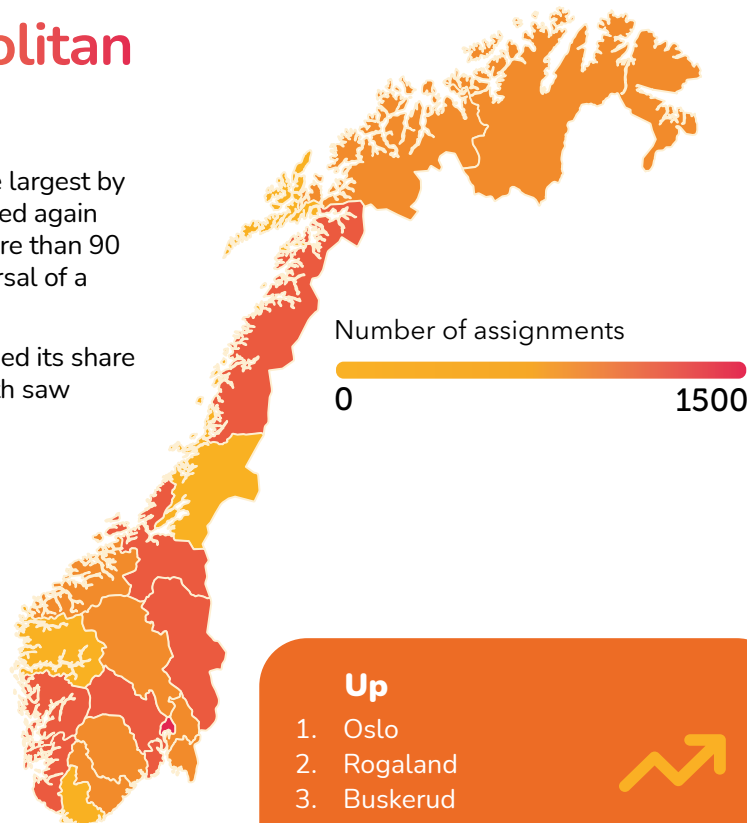 olitan
e largest by
ed again
re than 90
rsal of a
ed its share
th saw
Number of assignments
0 1500
Up
1. Oslo
2. Rogaland
3. Buskerud